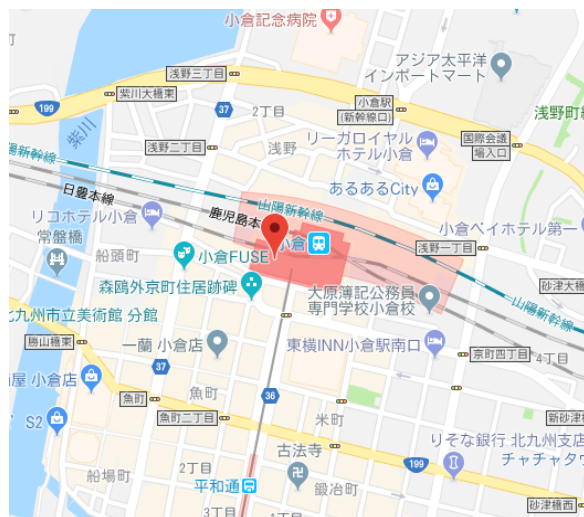 小倉記念病院
アジア太平洋
インポートマート
浅野三丁目
紫川大橋東
199
37
2丁目
小倉駅
(新幹線口)
浅野町
紫川
浅野二丁目
浅野
リーガロイヤル
ホテル小倉
国際会議
場入口
山陽新幹線
日豊本線
あるあるCity
リコホテル小倉
鹿児島本
山陽新幹線
小倉
浅野一丁目
小倉ベイホテル第一
常盤橋
船頭町
小倉FUSE
砂津大
森鴎外京町住居跡碑
大原簿記公務員
専門学校小倉校
山陽新幹線
北九州市立美術館 分館
勝山橋東
一蘭 小倉店
東横INN小倉駅南口
京町四丁目
4丁目
屋 小倉店
37
魚町
36
魚町
米町
新砂津橋
S2
魚町二丁目
古法寺
りそな銀行 北九州支店
チャチャタウ
199
船場町
2丁目
平和通
鍛冶町
砂津橋西
3丁目
1丁目